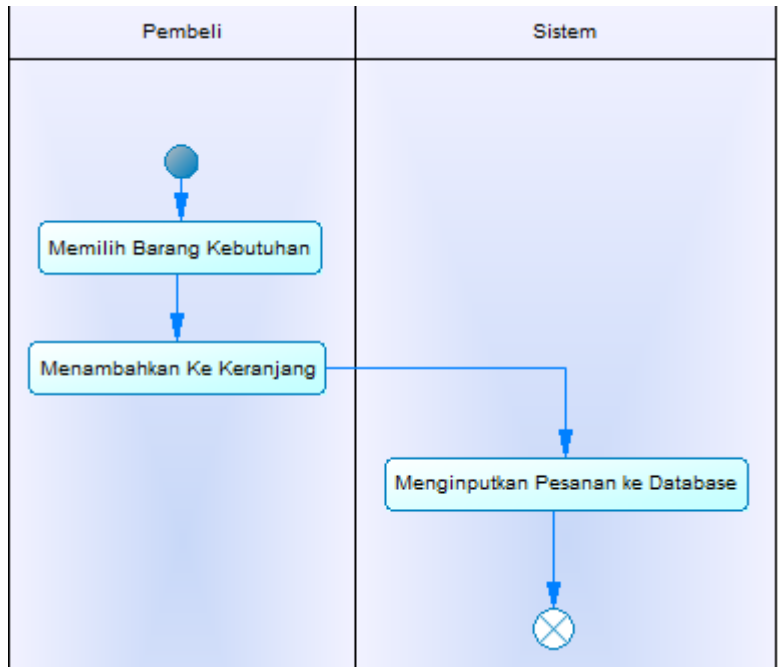 Pembeli
Sistem
Memilih Barang Kebutuhan
Menambahkan Ke Keranjang
Menginputkan Pesanan ke Database